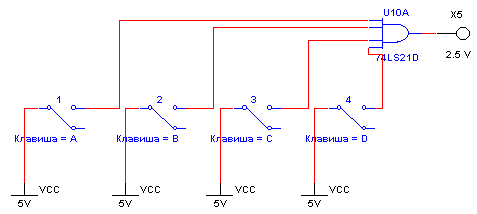 U10A
X5
74LS21D
2.5 V
1
2
3
4
Клавиша = A
Клавиша = B
Клавиша = C
Клавиша = D
VCC
VCC
VCC
VCC
5V
5V
5V
5V